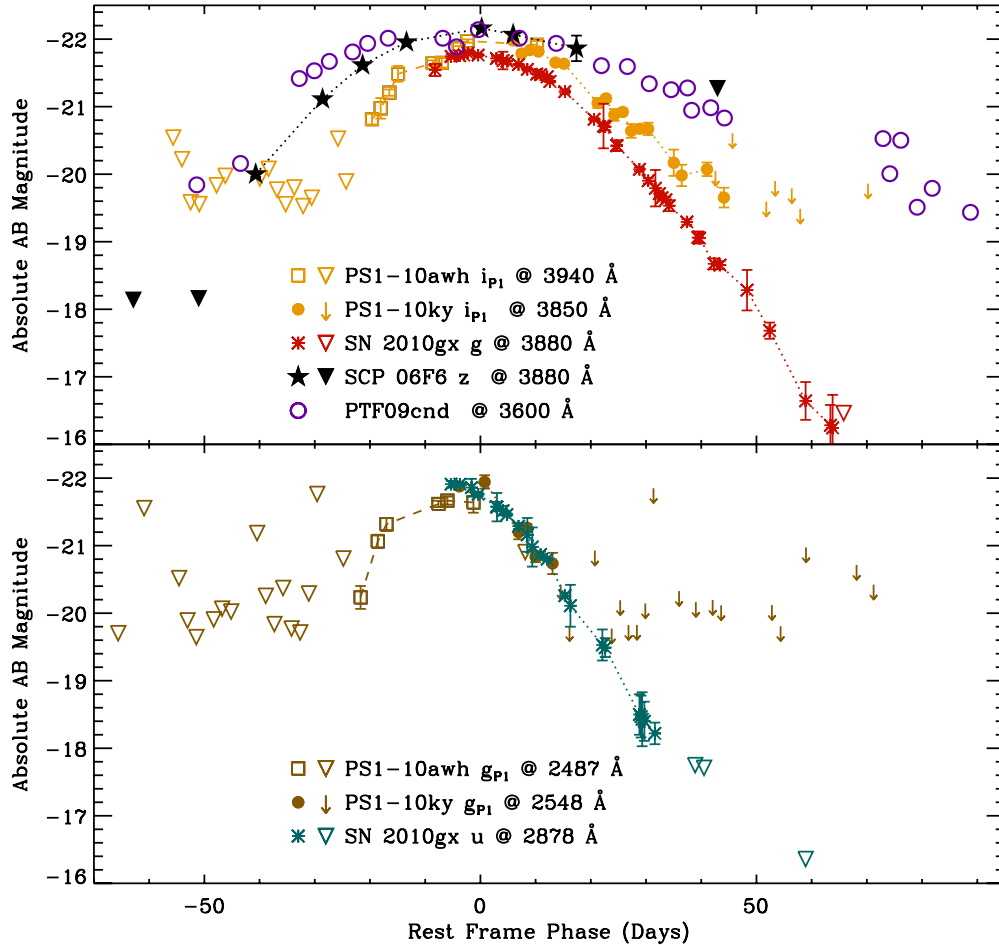 -22
-21
-20
-19
-18
-17
-16
Absolute AB Magnitude
PS1-10awh i_P1 @ 3940 Å
PS1-10ky i_P1 @ 3850 Å
SN 2010gx g @ 3880 Å
SCP 06F6 z @ 3880 Å
PTF09cnd @ 3600 Å
-22
-21
-20
-19
-18
-17
-16
Absolute AB Magnitude
PS1-10awh g_P1 @ 2487 Å
PS1-10ky g_P1 @ 2548 Å
SN 2010gx u @ 2878 Å
-50 0 50
Rest Frame Phase (Days)